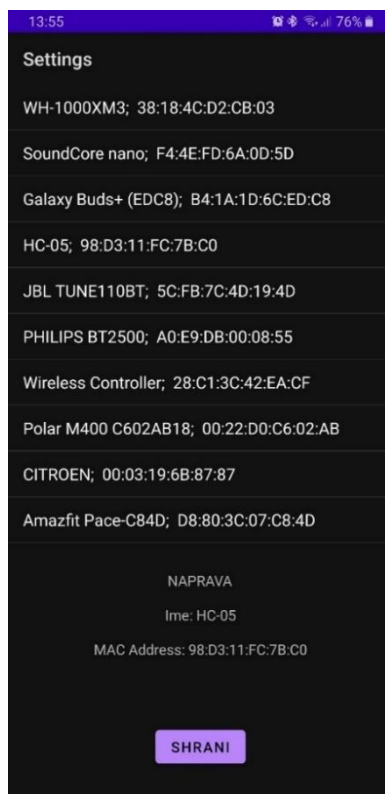 13:55 76%
Settings
WH-1000XM3; 38:18:4C:D2:CB:03
SoundCore nano; F4:4E:FD:6A:0D:5D
Galaxy Buds+ (EDC8); B4:1A:1D:6C:ED:C8
HC-05; 98:D3:11:FC:7B:C0
JBL TUNE110BT; 5C:FB:7C:4D:19:4D
PHILIPS BT2500; A0:E9:DB:00:08:55
Wireless Controller; 28:C1:3C:42:EA:CF
Polar M400 C602AB18; 00:22:D0:C6:02:AB
CITROEN; 00:03:19:6B:87:87
Amazfit Pace-C84D; D8:80:3C:07:C8:4D
NAPRAVA
Ime: HC-05
MAC Address: 98:D3:11:FC:7B:C0
SHRANI